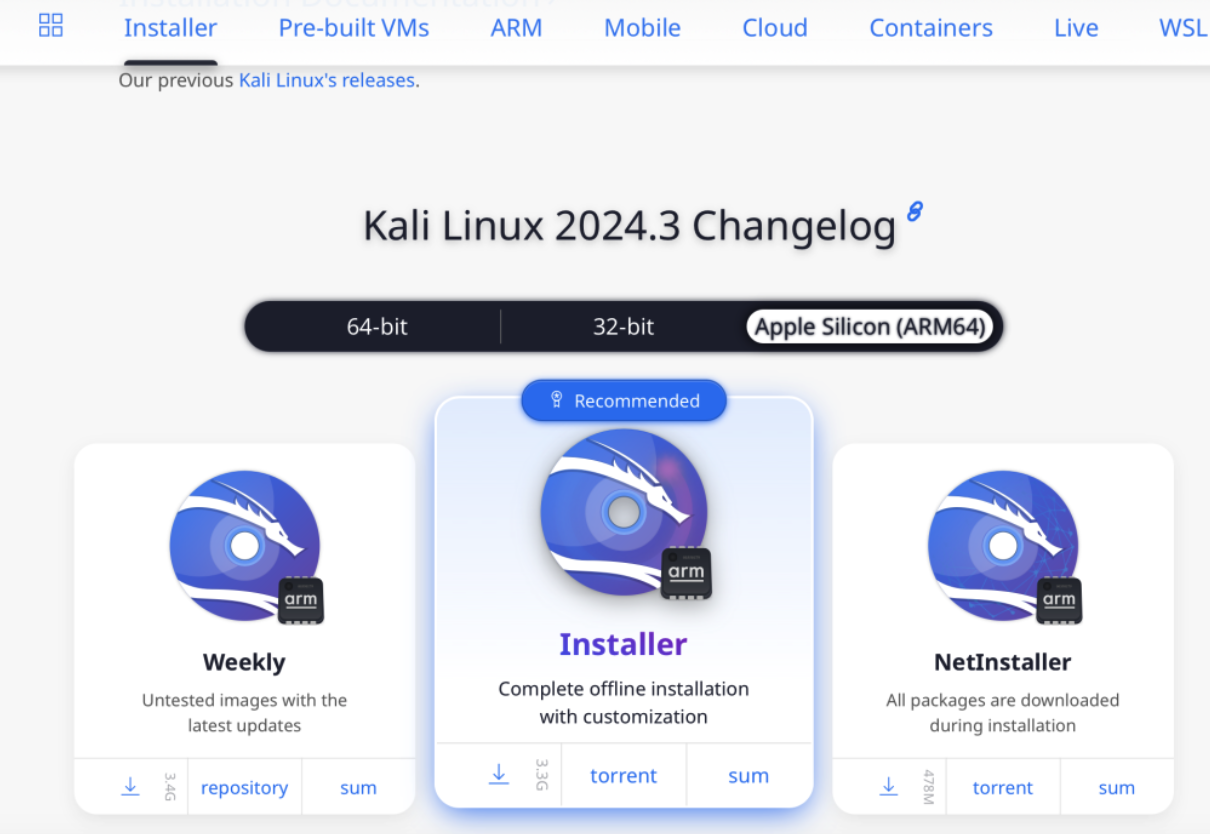 Installation Documentation
Installer Pre-built VMs ARM Mobile Cloud Containers Live WSL
Our previous Kali Linux's releases.
Kali Linux 2024.3 Changelog
64-bit 32-bit Apple Silicon (ARM64)
Recommended
arm
arm
arm
Weekly
Untested images with the
latest updates
3.4G repository sum
Installer
Complete offline installation
with customization
3.3G torrent sum
NetInstaller
All packages are downloaded
during installation
478M torrent sum